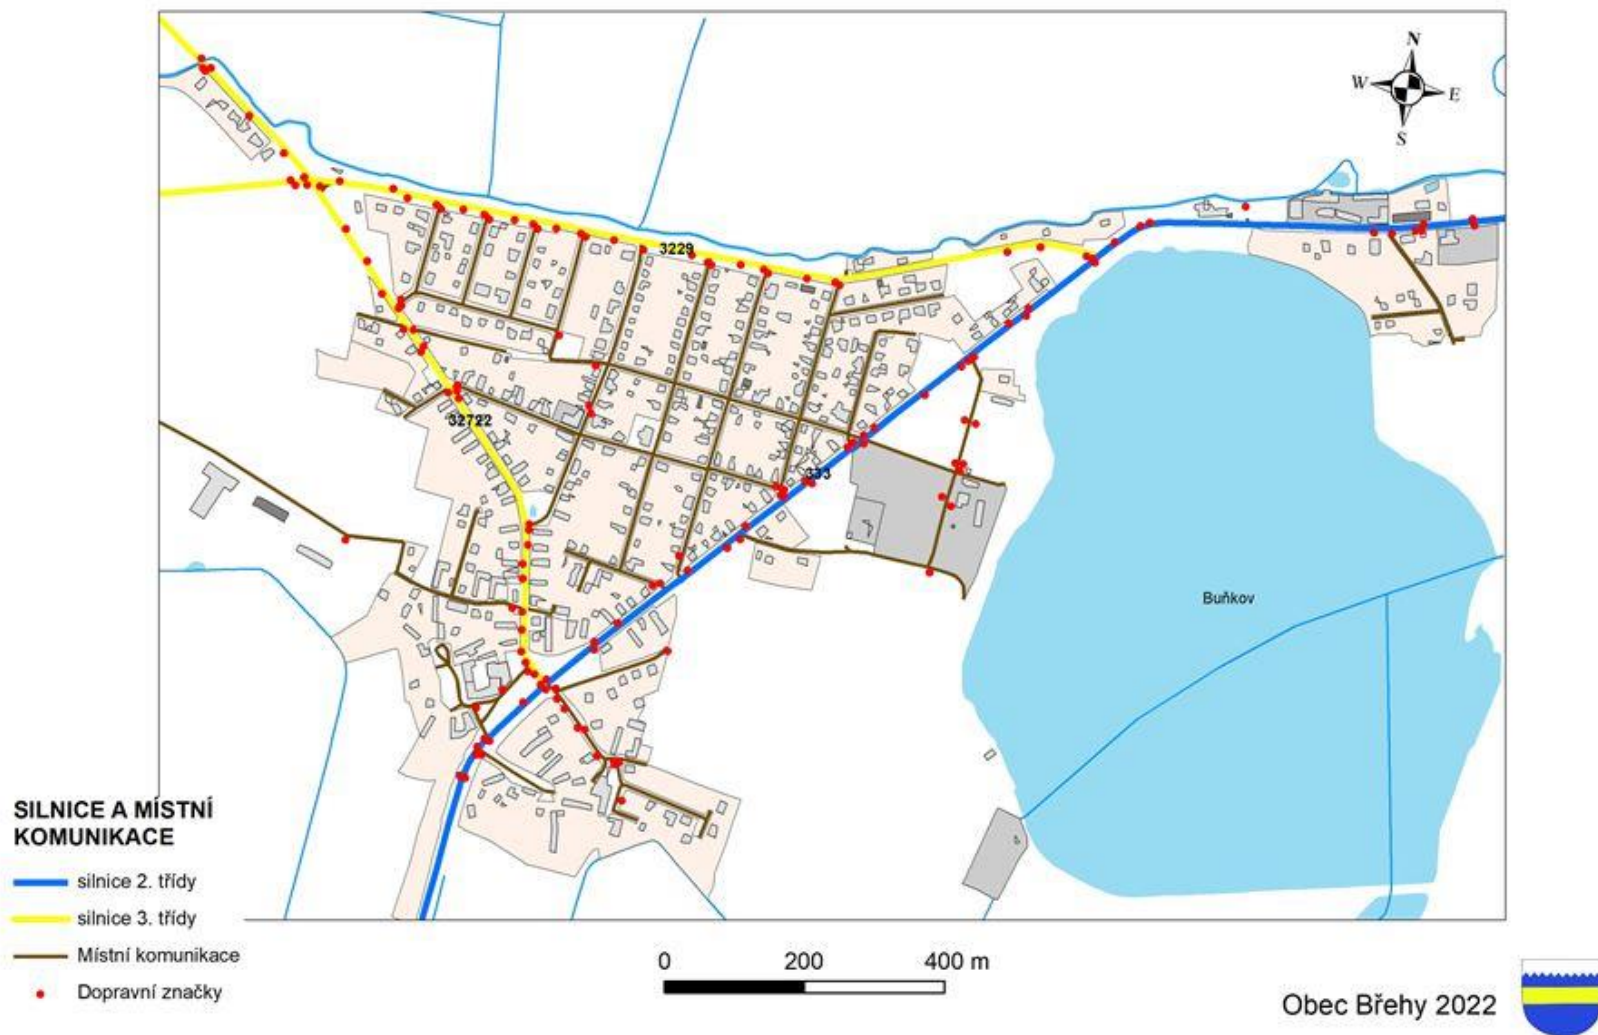 N
W
E
S
3229
32722
333
Buňkov
SILNICE A MÍSTNÍ
KOMUNIKACE
silnice 2. třídy
silnice 3. třídy
Místní komunikace
Dopravní značky
0 200 400 m
Obec Břehy 2022